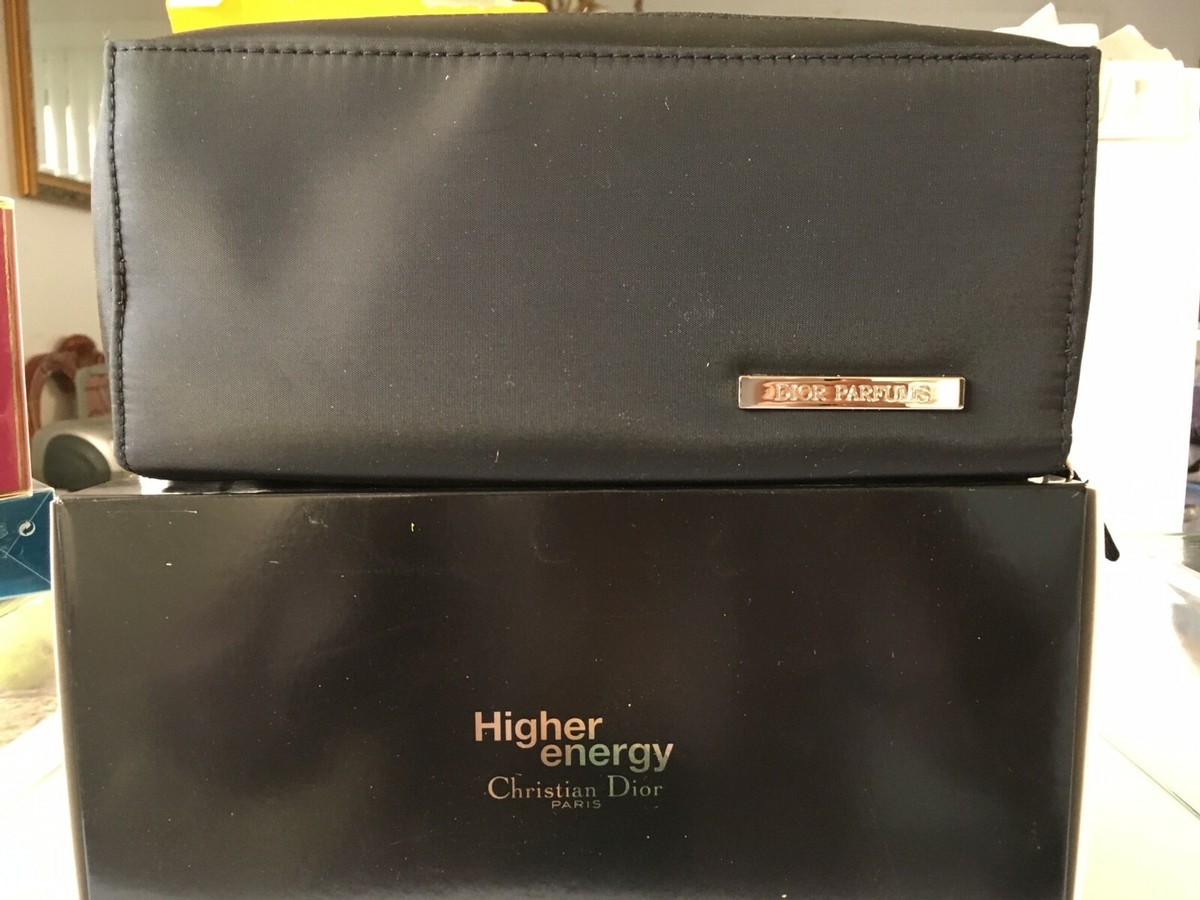 DIOR PARFUMS
Higher
energy
Christian Dior
PARIS